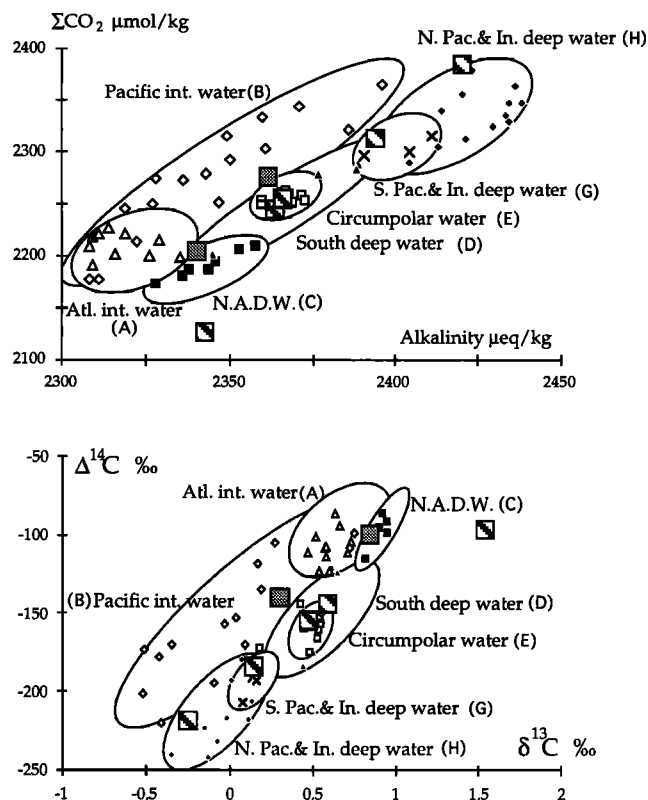 ΣCO₂ μmol/kg
2400
N. Pac.& In. deep water (H)
Pacific int. water(B)
2300
S. Pac.& In. deep water (G)
Circumpolar water (E)
2200
South deep water (D)
N.A.D.W. (C)
Atl. int. water
(A)
Alkalinity μeq/kg
2100
2300
2350
2400
2450
-50
Δ¹⁴C ‰
Atl. int. water(A)
N.A.D.W. (C)
-100
(B)Pacific int. water
South deep water (D)
-150
Circumpolar water (E)
-200
S. Pac.& In. deep water (G)
N. Pac.& In. deep water (H)
δ¹³C ‰
-250
-1
-0.5
0
0.5
1
1.5
2